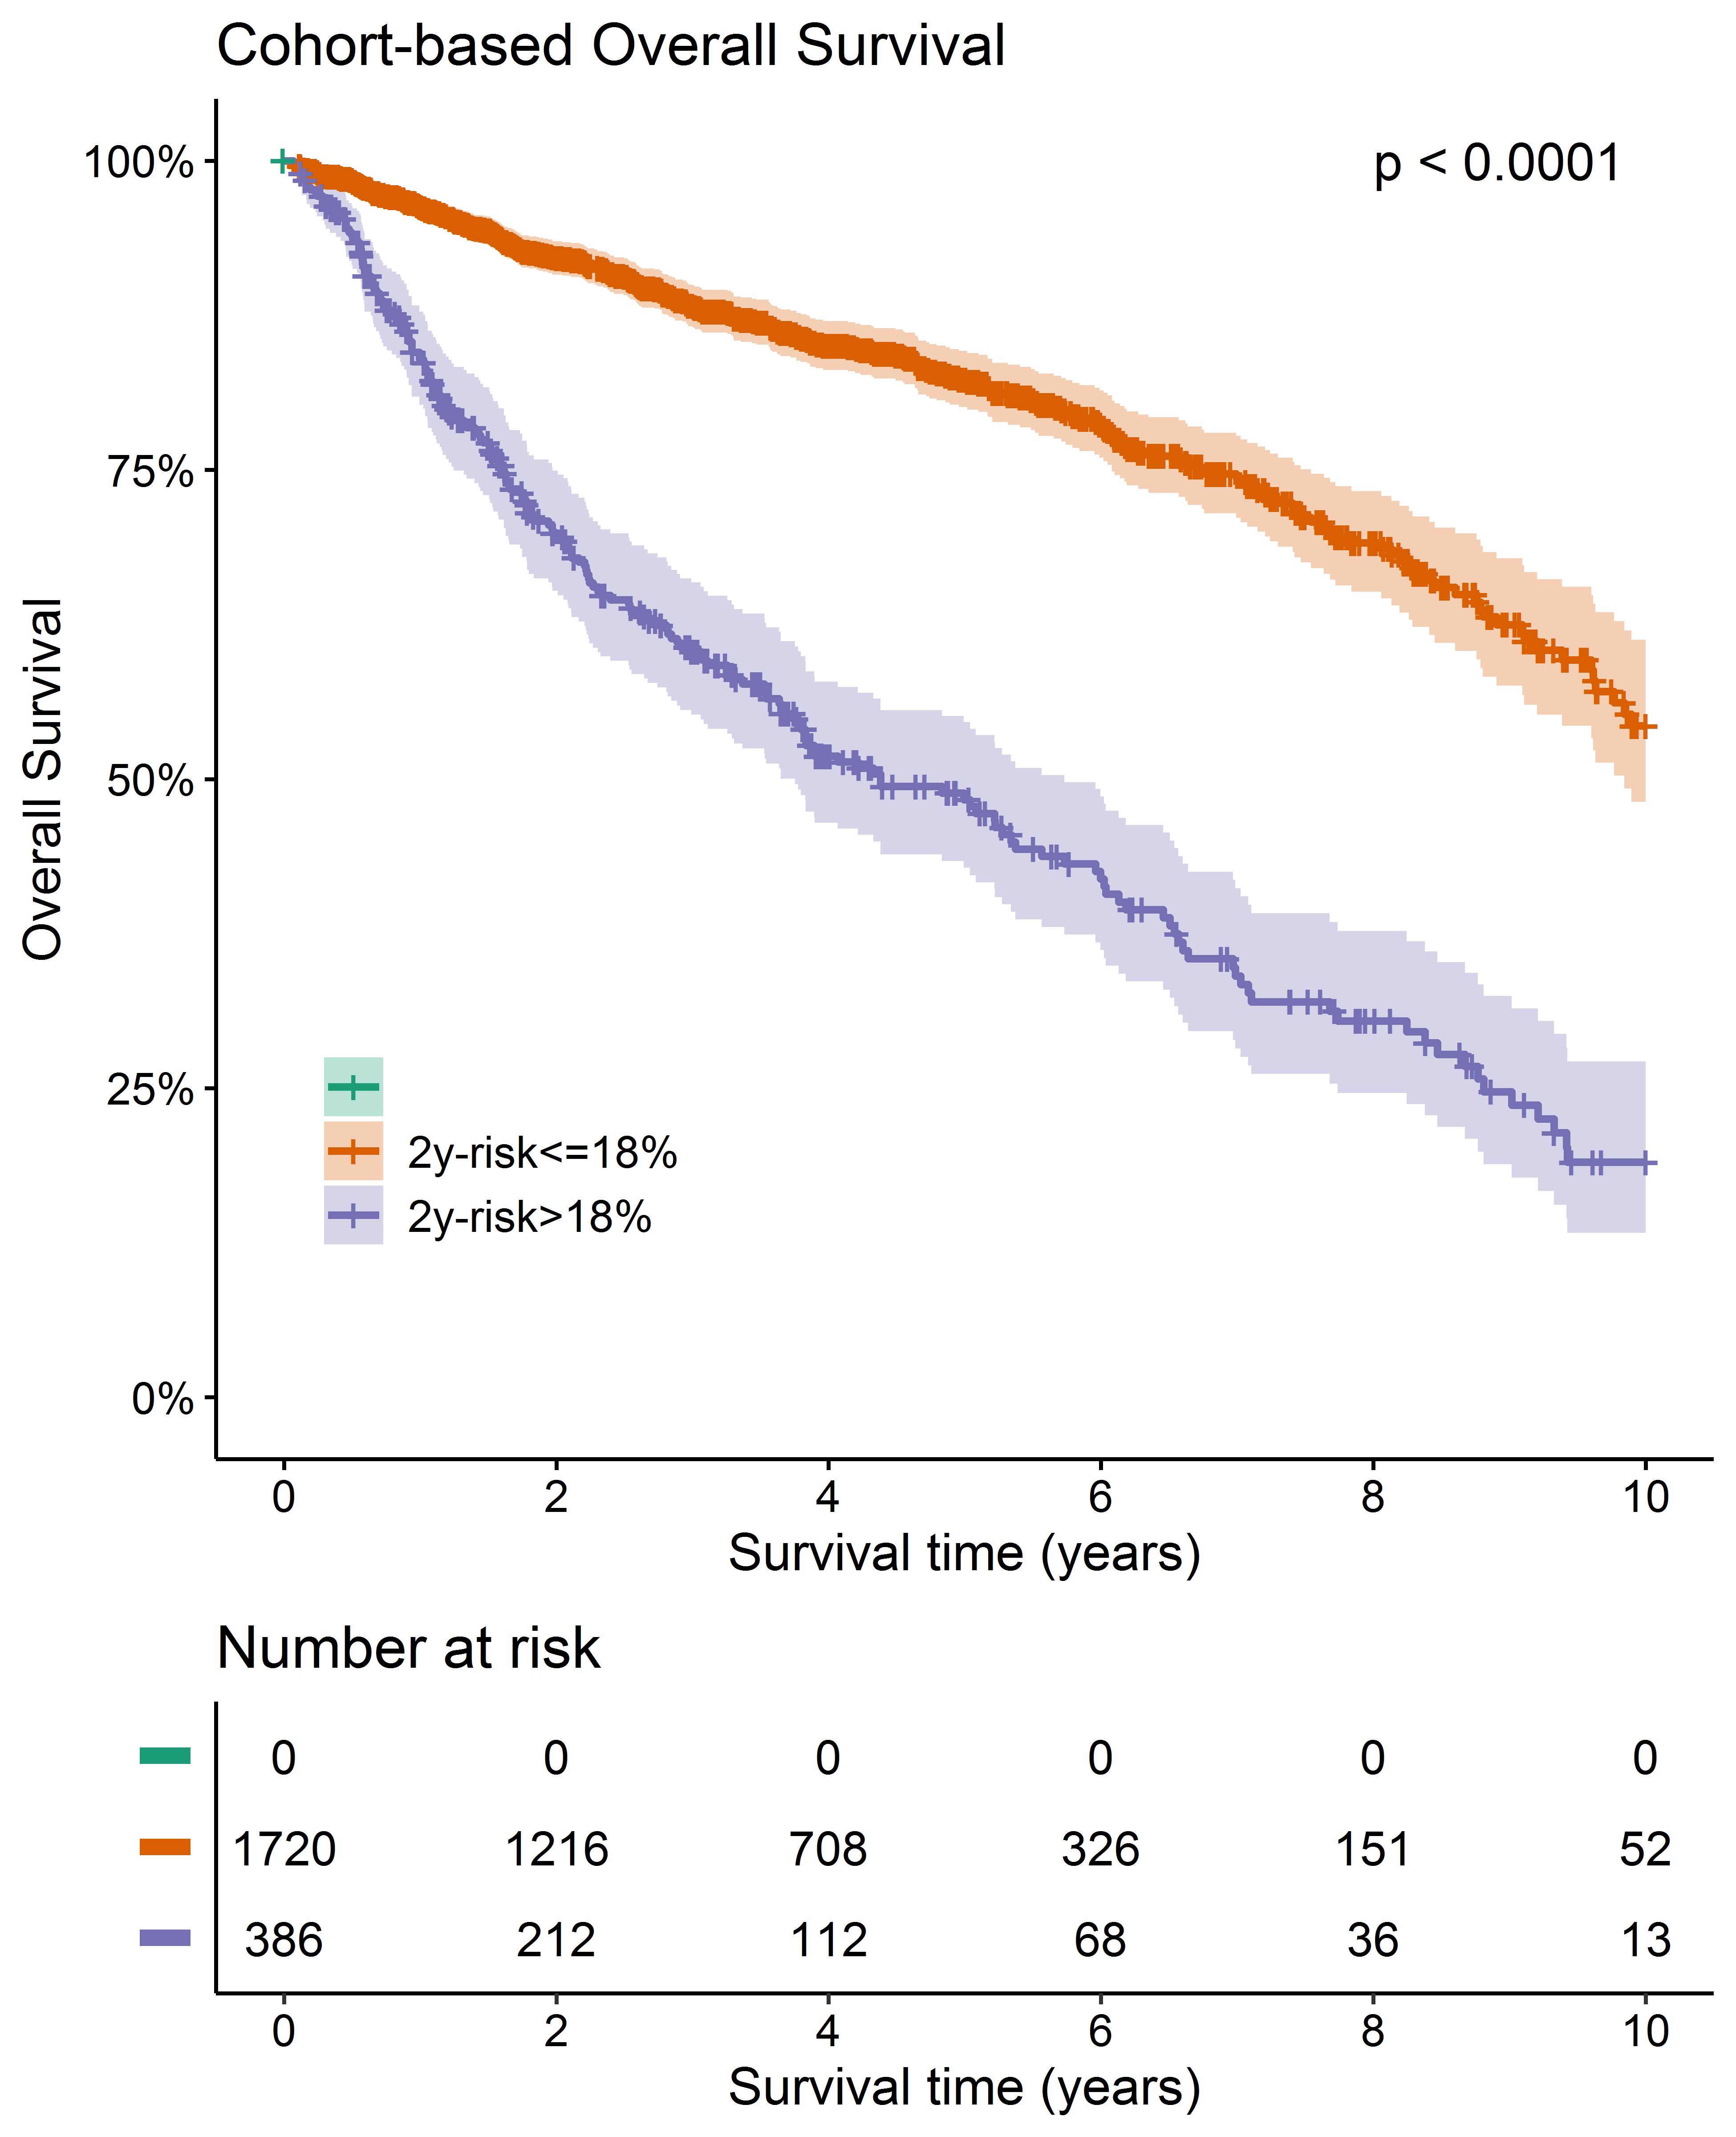 Cohort-based Overall Survival
p < 0.0001
100%
75%
50%
25%
0%
Overall Survival
2y-risk<=18%
2y-risk>18%
0 2 4 6 8 10
Survival time (years)
Number at risk
0 0 0 0 0 0
1720 1216 708 326 151 52
386 212 112 68 36 13
0 2 4 6 8 10
Survival time (years)